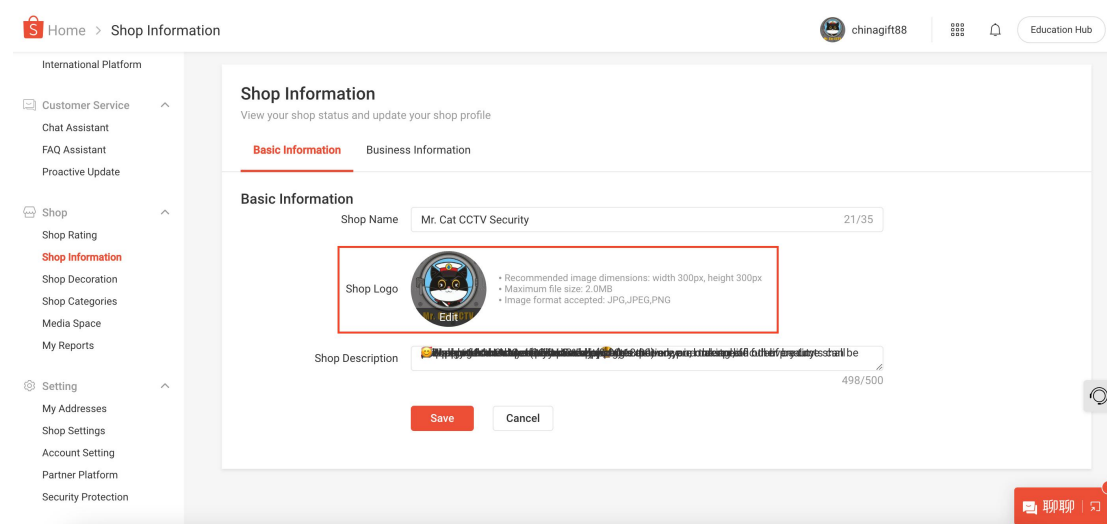 S Home > Shop Information
chinagift88
Education Hub
International Platform
Customer Service
Chat Assistant
FAQ Assistant
Proactive Update
Shop
Shop Rating
Shop Information
Shop Decoration
Shop Categories
Media Space
My Reports
Setting
My Addresses
Shop Settings
Account Setting
Partner Platform
Security Protection
Shop Information
View your shop status and update your shop profile
Basic Information Business Information
Basic Information
Shop Name Mr. Cat CCTV Security 21/35
Shop Logo
Edit
• Recommended image dimensions: width 300px, height 300px
• Maximum file size: 2.0MB
• Image format accepted: JPG,JPEG,PNG
Shop Description
498/500
Save Cancel
聊聊